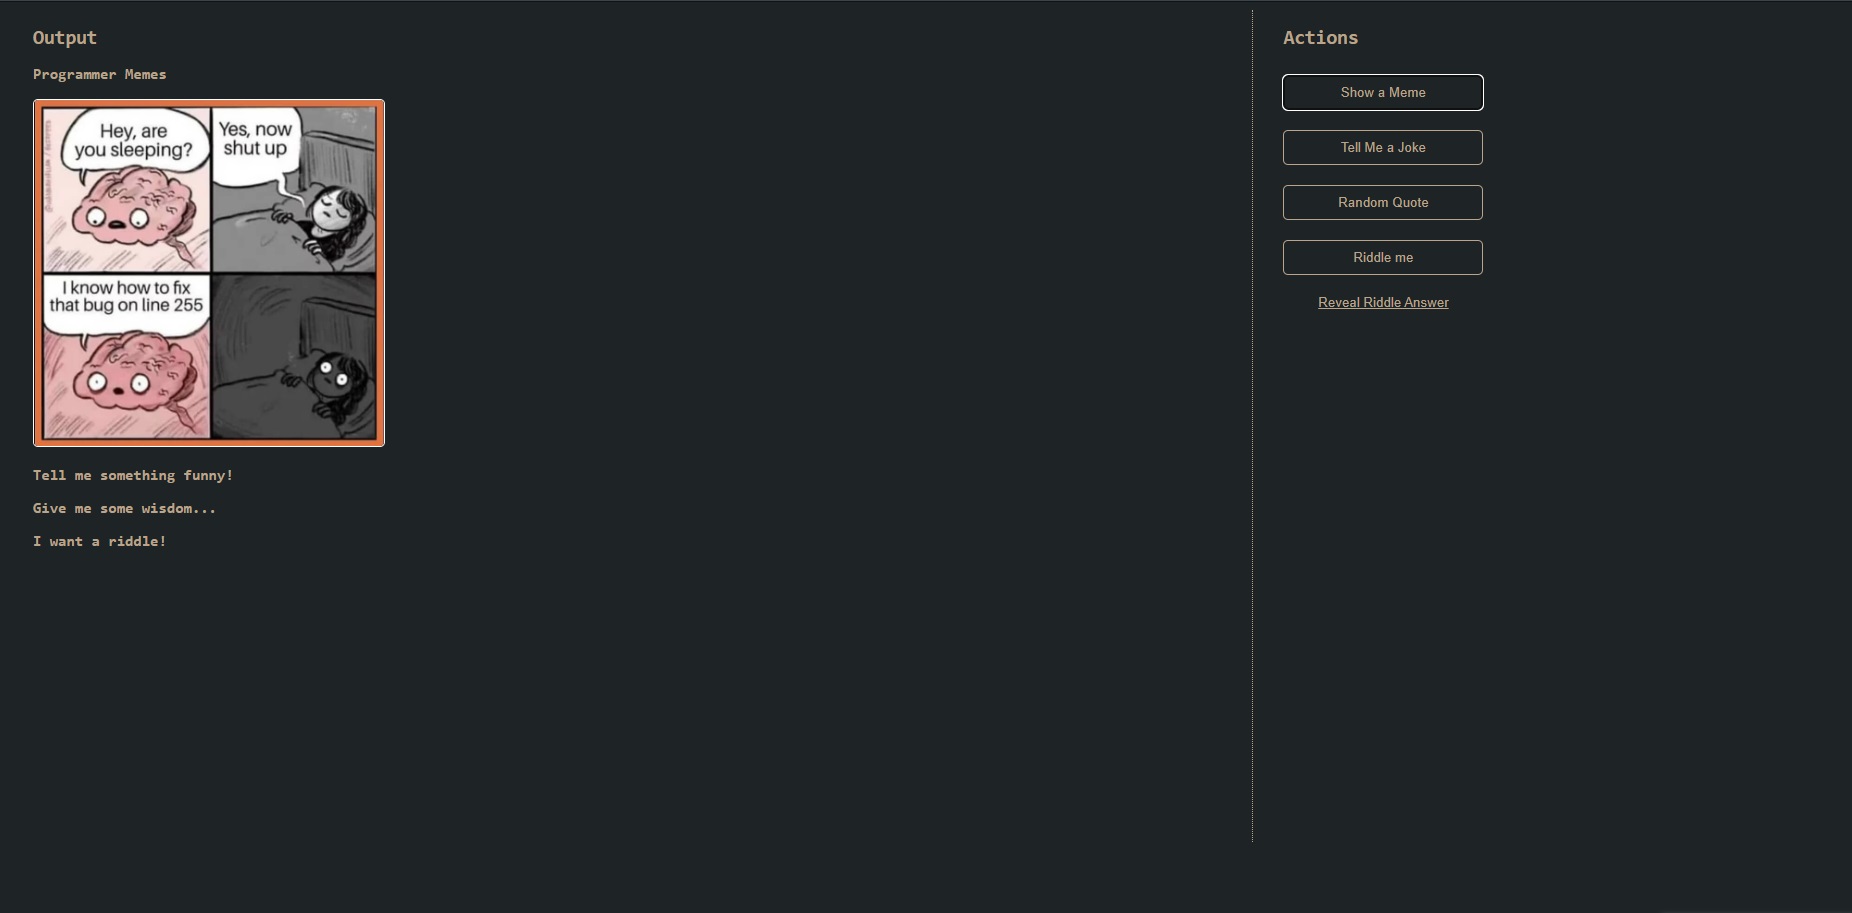 Output
Programmer Memes
Hey, are
you sleeping?
Yes, now
shut up
I know how to fix
that bug on line 255
Tell me something funny!
Give me some wisdom...
I want a riddle!
Actions
Show a Meme
Tell Me a Joke
Random Quote
Riddle me
Reveal Riddle Answer